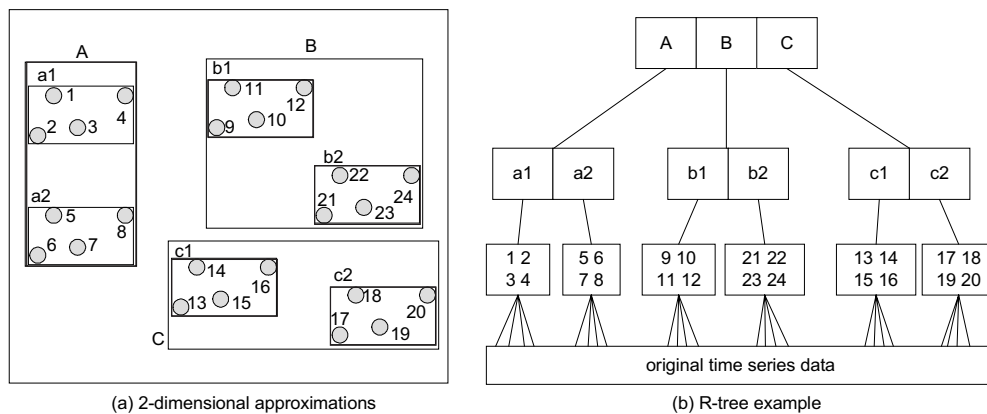 A
a1
1
4
2
3
a2
5
8
6
7
B
b1
11
12
9
10
b2
22
24
21
23
c1
14
16
13
15
c2
18
20
17
19
C
(a) 2-dimensional approximations
A B C
a1 a2 b1 b2 c1 c2
1 2 5 6 9 10 21 22 13 14 17 18
3 4 7 8 11 12 23 24 15 16 19 20
original time series data
(b) R-tree example